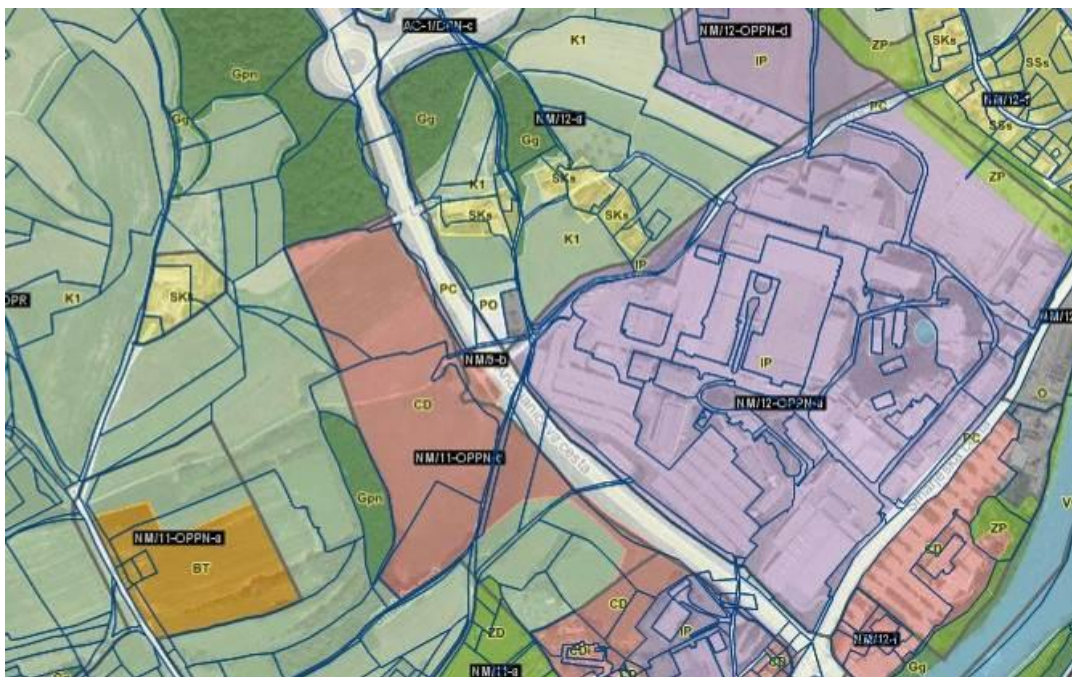 AC-1/DPN-c
NM/12-OPPN-d
K1
ZP
SKs
Gpn
IP
SSs
PC
NM/12-f
Gg
Gg
NM/12-d
SSs
Gg
K1
SKs
ZP
SKs
SKs
K1
IP
PC
PO
K1
SKs
NM/8-b
IP
CD
NM/12-OPPN-a
O
PC
NM/11-OPPN-c
Gpn
ZP
NM/11-OPPN-a
BT
CD
CD
IP
ZD
NM/12-i
CDi
NM/11-g
Gg